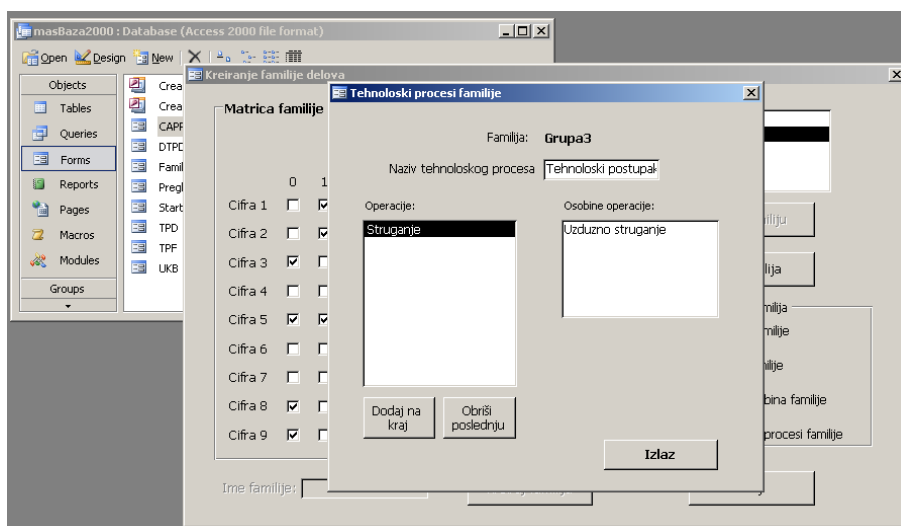 masBaza2000 : Database (Access 2000 file format)
Open Design New
Objects
Tables
Queries
Forms
Reports
Pages
Macros
Modules
Groups
Crea
Crea
CAPP
DTPD
Famil
Pregl
Start
TPD
TPF
UKB
Kreiranje familije delova
Matrica familije
0 1
Cifra 1
Cifra 2
Cifra 3
Cifra 4
Cifra 5
Cifra 6
Cifra 7
Cifra 8
Cifra 9
Ime familije:
Tehnoloski procesi familije
Familija: Grupa3
Naziv tehnoloskog procesa Tehnoloski postupak
Operacije:
Struganje
Osobine operacije:
Uzduzno struganje
Dodaj na
kraj
Obriši
poslednju
Izlaz
iliju
lija
milija
milije
ilije
bina familije
procesi familije